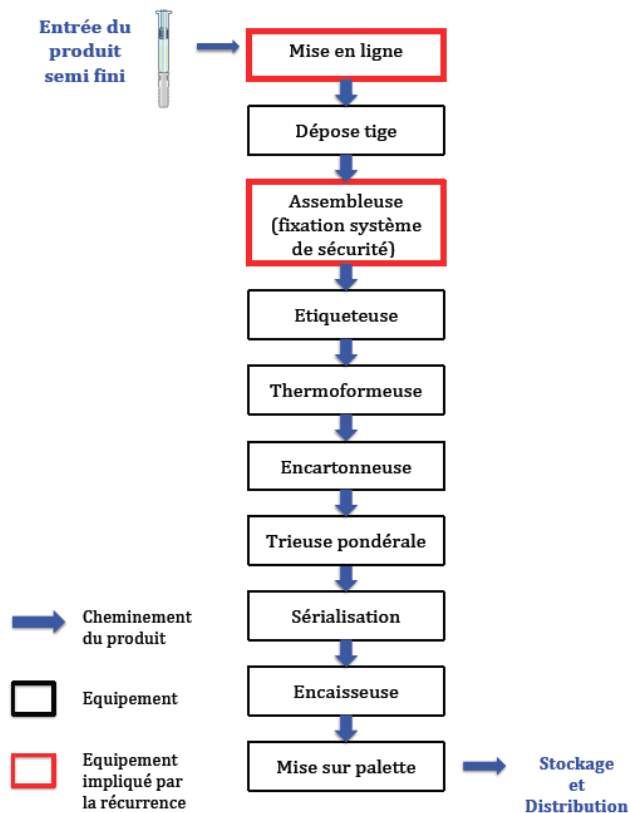 Entrée du
produit
semi fini
Mise en ligne
Dépose tige
Assembleuse
(fixation système
de sécurité)
Etiqueteuse
Thermoformeuse
Encartonneuse
Trieuse pondérale
Sérialisation
Encaisseuse
Mise sur palette
Stockage
et
Distribution
Cheminement
du produit
Equipement
Equipement
impliqué par
la récurrence